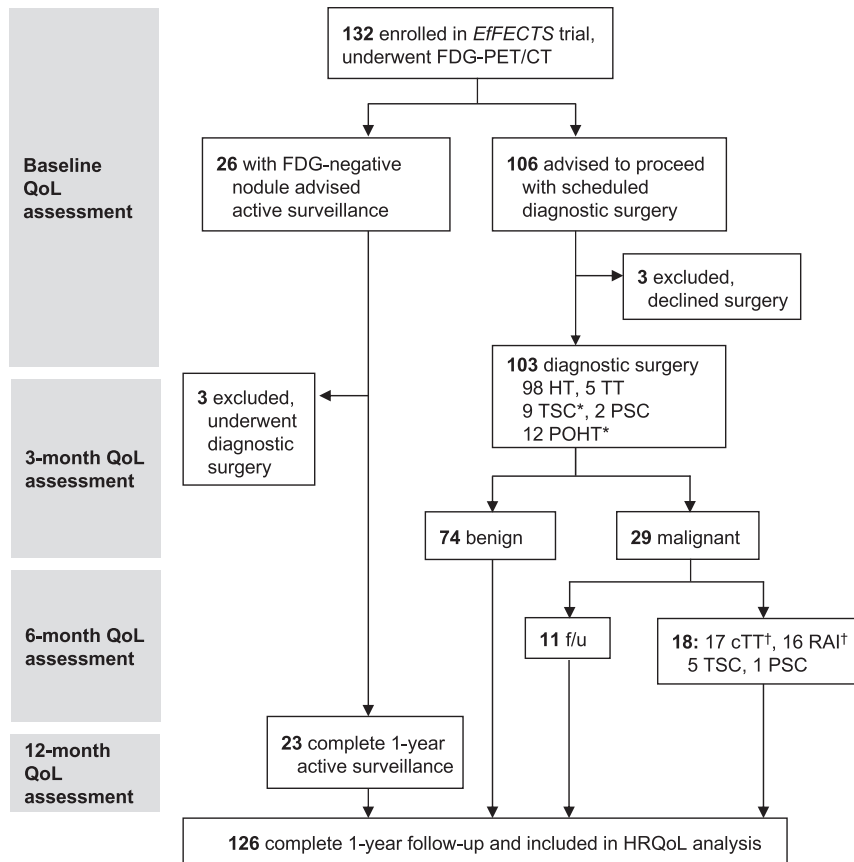 132 enrolled in EfFECTS trial,
underwent FDG-PET/CT
Baseline
QoL
assessment
26 with FDG-negative
nodule advised
active surveillance
106 advised to proceed
with scheduled
diagnostic surgery
3 excluded,
declined surgery
103 diagnostic surgery
98 HT, 5 TT
9 TSC*, 2 PSC
12 POHT*
3 excluded,
underwent
diagnostic
surgery
3-month QoL
assessment
74 benign
29 malignant
6-month QoL
assessment
11 f/u
18: 17 cTT†, 16 RAI†
5 TSC, 1 PSC
12-month
QoL
assessment
23 complete 1-year
active surveillance
126 complete 1-year follow-up and included in HRQoL analysis